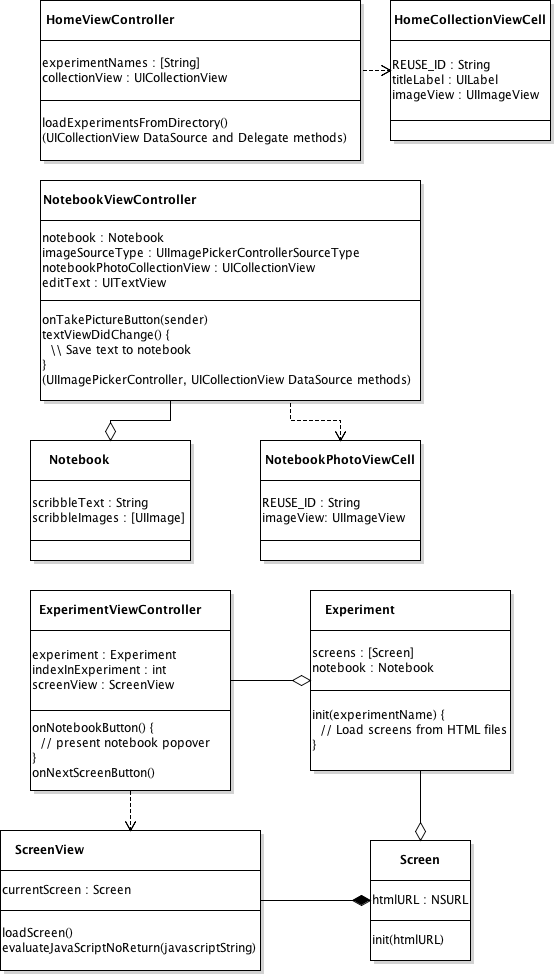 HomeViewController
experimentNames : [String]
collectionView : UICollectionView
loadExperimentsFromDirectory()
(UICollectionView DataSource and Delegate methods)
HomeCollectionViewCell
REUSE_ID : String
titleLabel : UILabel
imageView : UIImageView
NotebookViewController
notebook : Notebook
imageSourceType : UIImagePickerControllerSourceType
notebookPhotoCollectionView : UICollectionView
editText : UITextView
onTakePictureButton(sender)
textViewDidChange() {
\\ Save text to notebook
}
(UIImagePickerController, UICollectionView DataSource methods)
Notebook
scribbleText : String
scribbleImages : [UIImage]
NotebookPhotoViewCell
REUSE_ID : String
imageView: UIImageView
ExperimentViewController
experiment : Experiment
indexInExperiment : int
screenView : ScreenView
onNotebookButton() {
// present notebook popover
}
onNextScreenButton()
Experiment
screens : [Screen]
notebook : Notebook
init(experimentName) {
// Load screens from HTML files
}
ScreenView
currentScreen : Screen
loadScreen()
evaluateJavaScriptNoReturn(javascriptString)
Screen
htmlURL : NSURL
init(htmlURL)